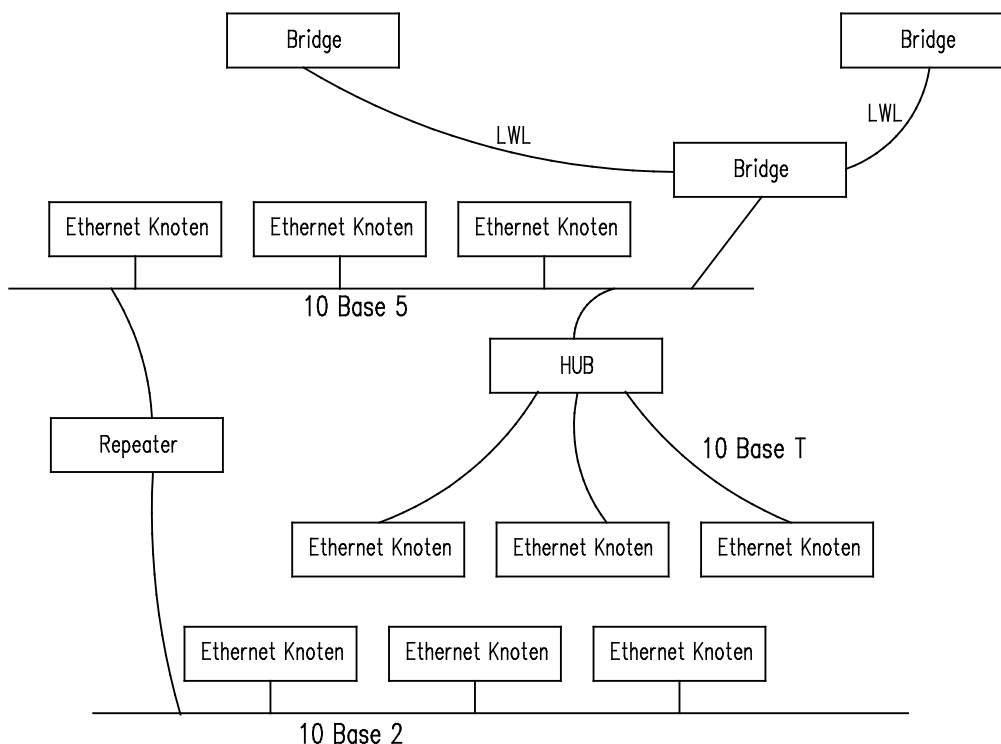 Bridge
Bridge
LWL
LWL
Bridge
Ethernet Knoten
Ethernet Knoten
Ethernet Knoten
10 Base 5
HUB
Repeater
10 Base T
Ethernet Knoten
Ethernet Knoten
Ethernet Knoten
Ethernet Knoten
Ethernet Knoten
Ethernet Knoten
10 Base 2